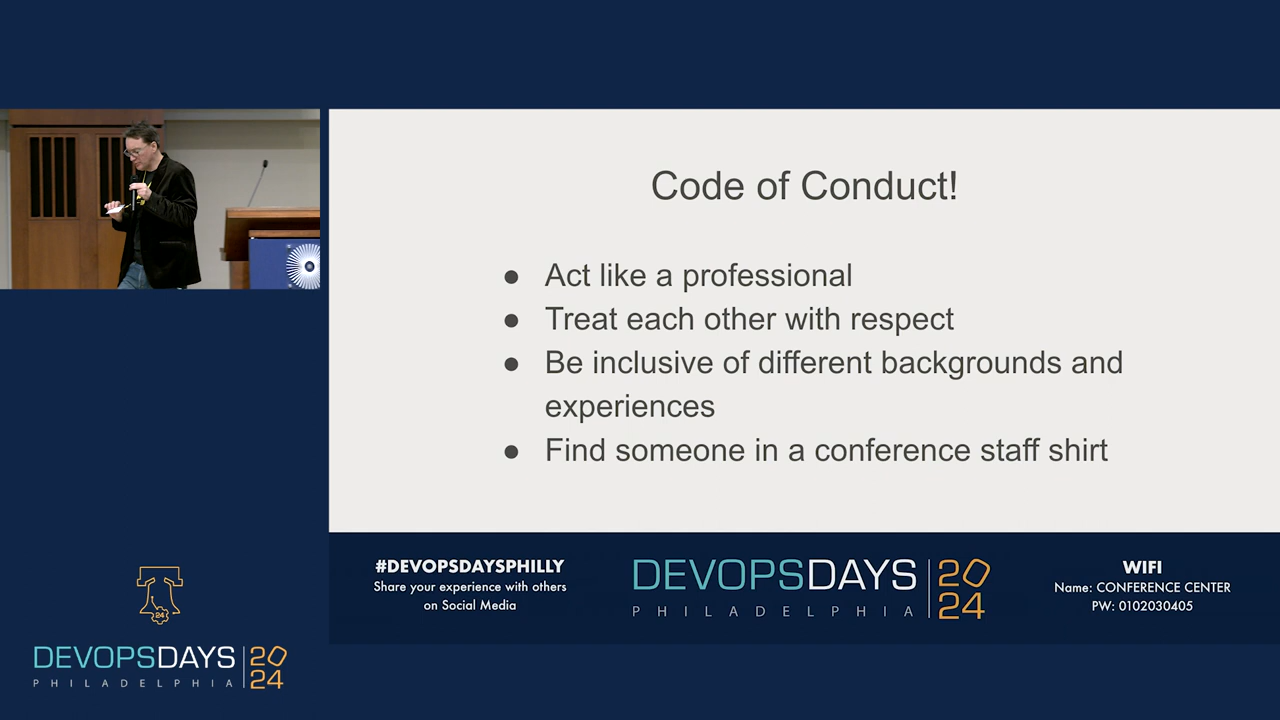 Code of Conduct!
● Act like a professional
● Treat each other with respect
● Be inclusive of different backgrounds and
experiences
● Find someone in a conference staff shirt
#DEVOPSDAYSPHILLY
Share your experience with others
on Social Media
DEVOPSDAYS 2024
PHILADELPHIA
WIFI
Name: CONFERENCE CENTER
PW: 0102030405
24
DEVOPSDAYS 2024
PHILADELPHIA